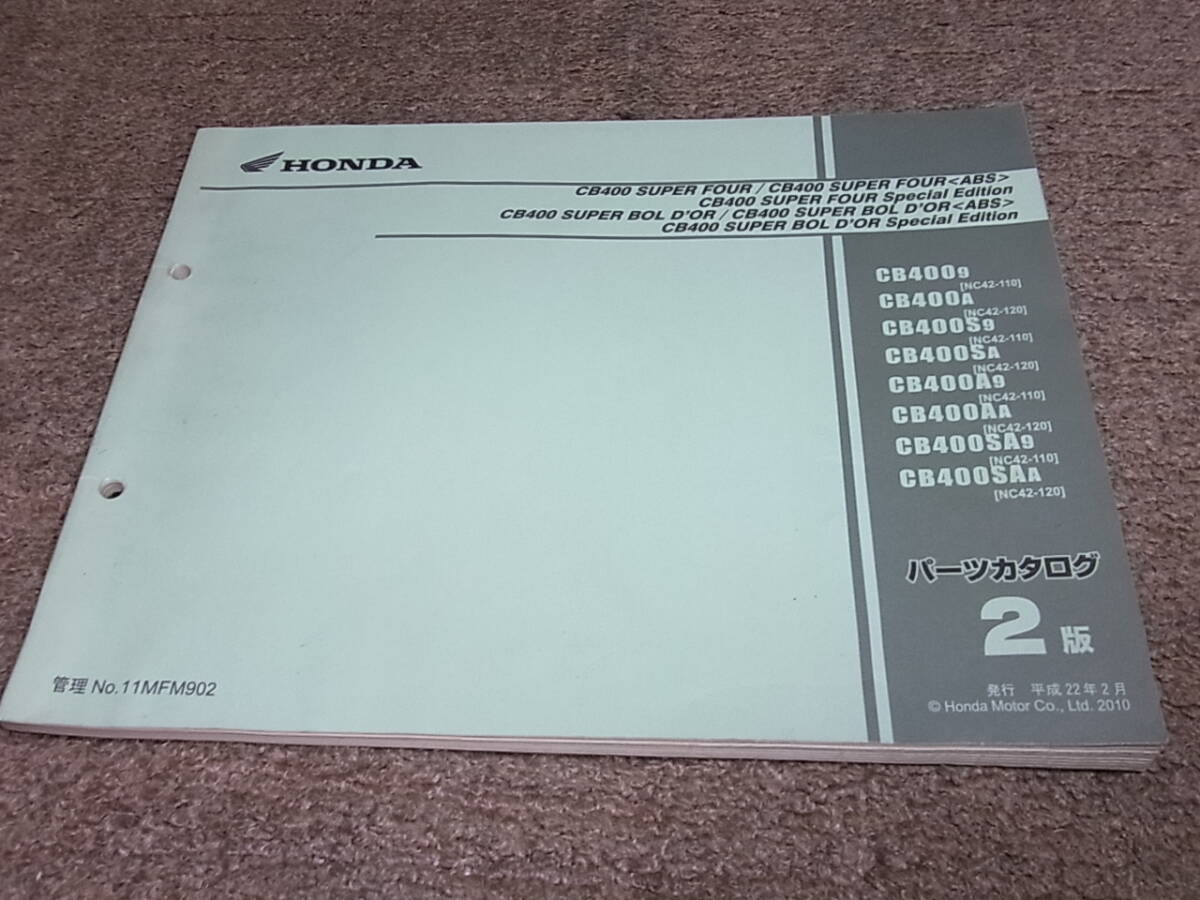 HONDA
CB400 SUPER FOUR / CB400 SUPER FOUR<ABS>
CB400 SUPER FOUR Special Edition
CB400 SUPER BOL D'OR / CB400 SUPER BOL D'OR<ABS>
CB400 SUPER BOL D'OR Special Edition
CB4009
[NC42-110]
CB400A
[NC42-120]
CB400S9
[NC42-110]
CB400SA
[NC42-120]
CB400A9
[NC42-110]
CB400AA
[NC42-120]
CB400SA9
[NC42-110]
CB400SAA
[NC42-120]
パーツカタログ
2版
管理 No.11MFM902
発行 平成22年2月
© Honda Motor Co., Ltd. 2010